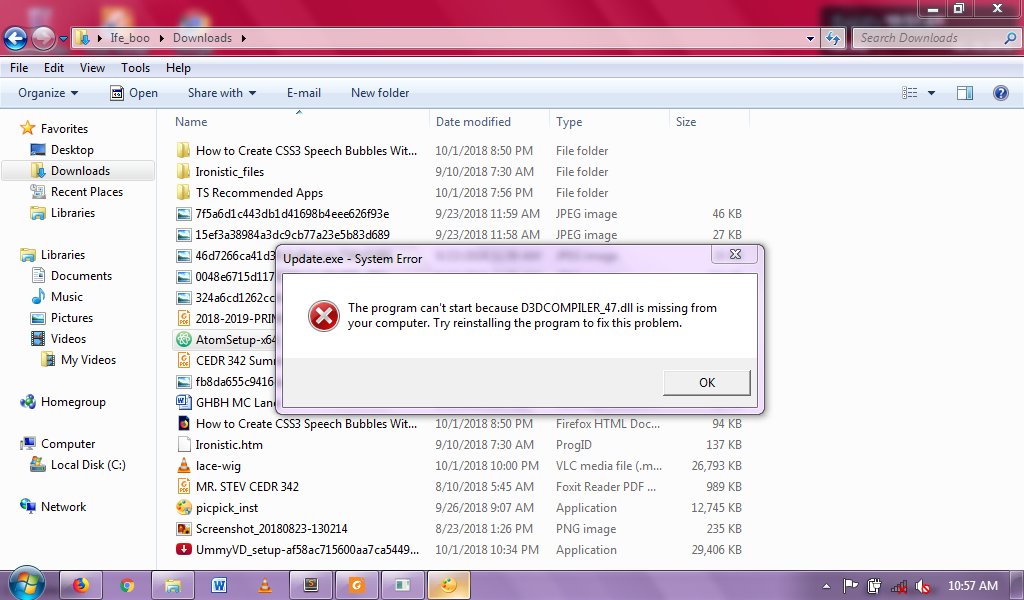 Ife_boo Downloads
Search Downloads
File Edit View Tools Help
Organize Open Share with E-mail New folder
Name Date modified Type Size
Favorites
Desktop
Downloads
Recent Places
Libraries
Libraries
Documents
Music
Pictures
Videos
My Videos
Homegroup
Computer
Local Disk (C:)
Network
How to Create CSS3 Speech Bubbles Wit... 10/1/2018 8:50 PM File folder
Ironistic_files 9/10/2018 7:30 AM File folder
TS Recommended Apps 10/1/2018 7:56 PM File folder
7f5a6d1c443db1d41698b4eee626f93e 9/23/2018 11:59 AM JPEG image 46 KB
15ef3a38984a3dc9cb77a23e5b83d689 9/23/2018 11:58 AM JPEG image 27 KB
46d7266ca41d3
0048e6715d117
324a6cd1262cc
2018-2019-PRIN
AtomSetup-x64
CEDR 342 Sum
fb8da655c9416
GHBH MC Lan
How to Create CSS3 Speech Bubbles Wit... 10/1/2018 8:50 PM Firefox HTML Doc... 94 KB
Ironistic.htm 9/10/2018 7:30 AM ProgID 137 KB
lace-wig 10/1/2018 10:00 PM VLC media file (.m... 26,793 KB
MR. STEV CEDR 342 8/10/2018 5:45 AM Foxit Reader PDF ... 989 KB
picpick_inst 9/26/2018 9:07 AM Application 12,745 KB
Screenshot_20180823-130214 8/23/2018 1:26 PM PNG image 235 KB
UmmyVD_setup-af58ac715600aa7ca5449... 10/1/2018 10:34 PM Application 29,406 KB
Update.exe - System Error
The program can't start because D3DCOMPILER_47.dll is missing from
your computer. Try reinstalling the program to fix this problem.
OK
10:57 AM